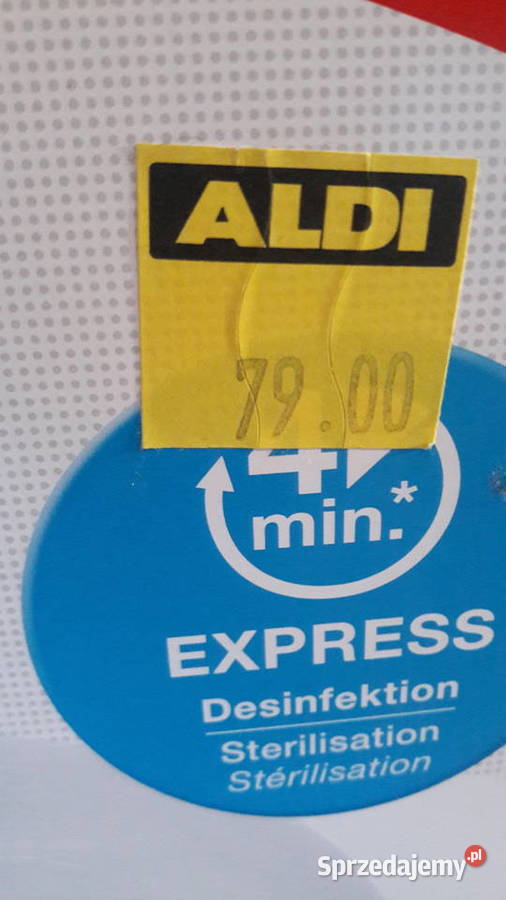 ALDI
79.00
4
min.*
EXPRESS
Desinfektion
Sterilisation
Stérilisation
Sprzedajemy.pl